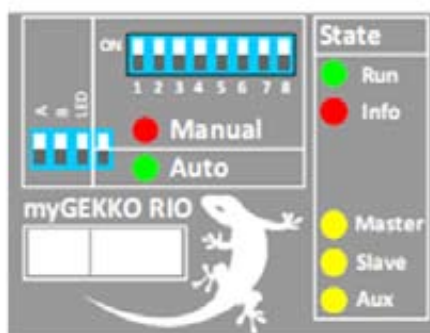 ON
1 2 3 4 5 6 7 8
A
B
LED
Manual
Auto
myGEKKO RIO
State
Run
Info
Master
Slave
Aux